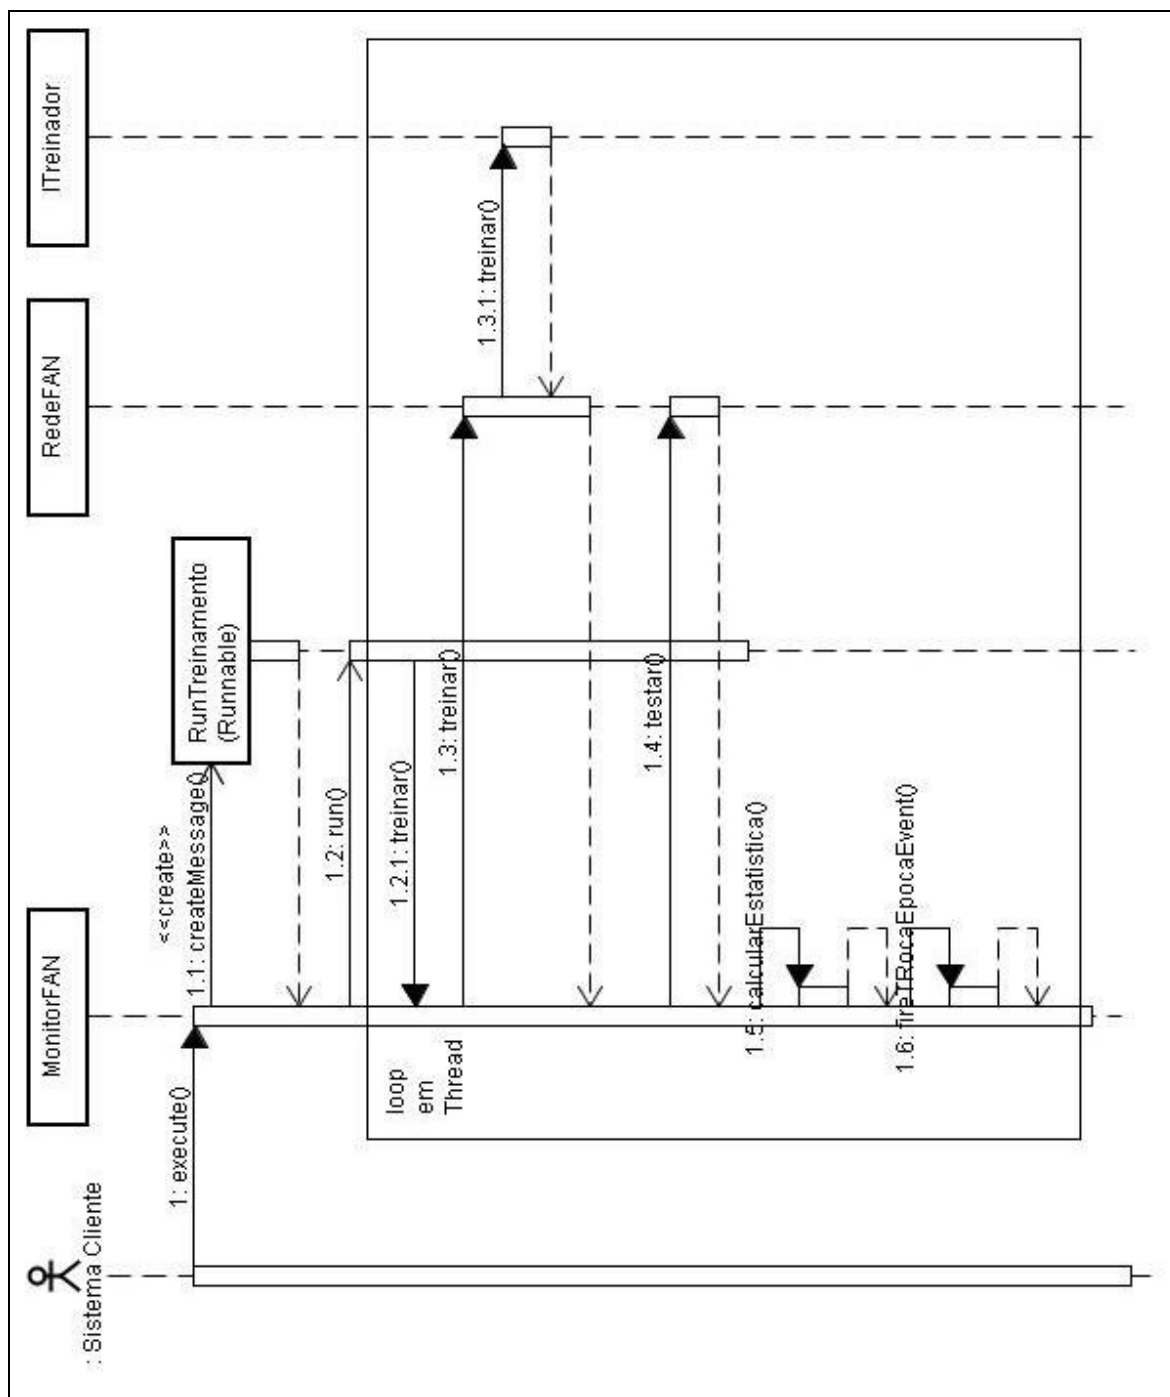 : Sistema Cliente
MonitorFAN
RunTreinamento
(Runnable)
RedeFAN
ITreinador
1: execute()
<<create>>
1.1: createMessage()
1.2: run()
loop
em
Thread
1.2.1: treinar()
1.3: treinar()
1.3.1: treinar()
1.4: testar()
1.5: calcularEstatistica()
1.6: fireTRocaEpocaEvent()